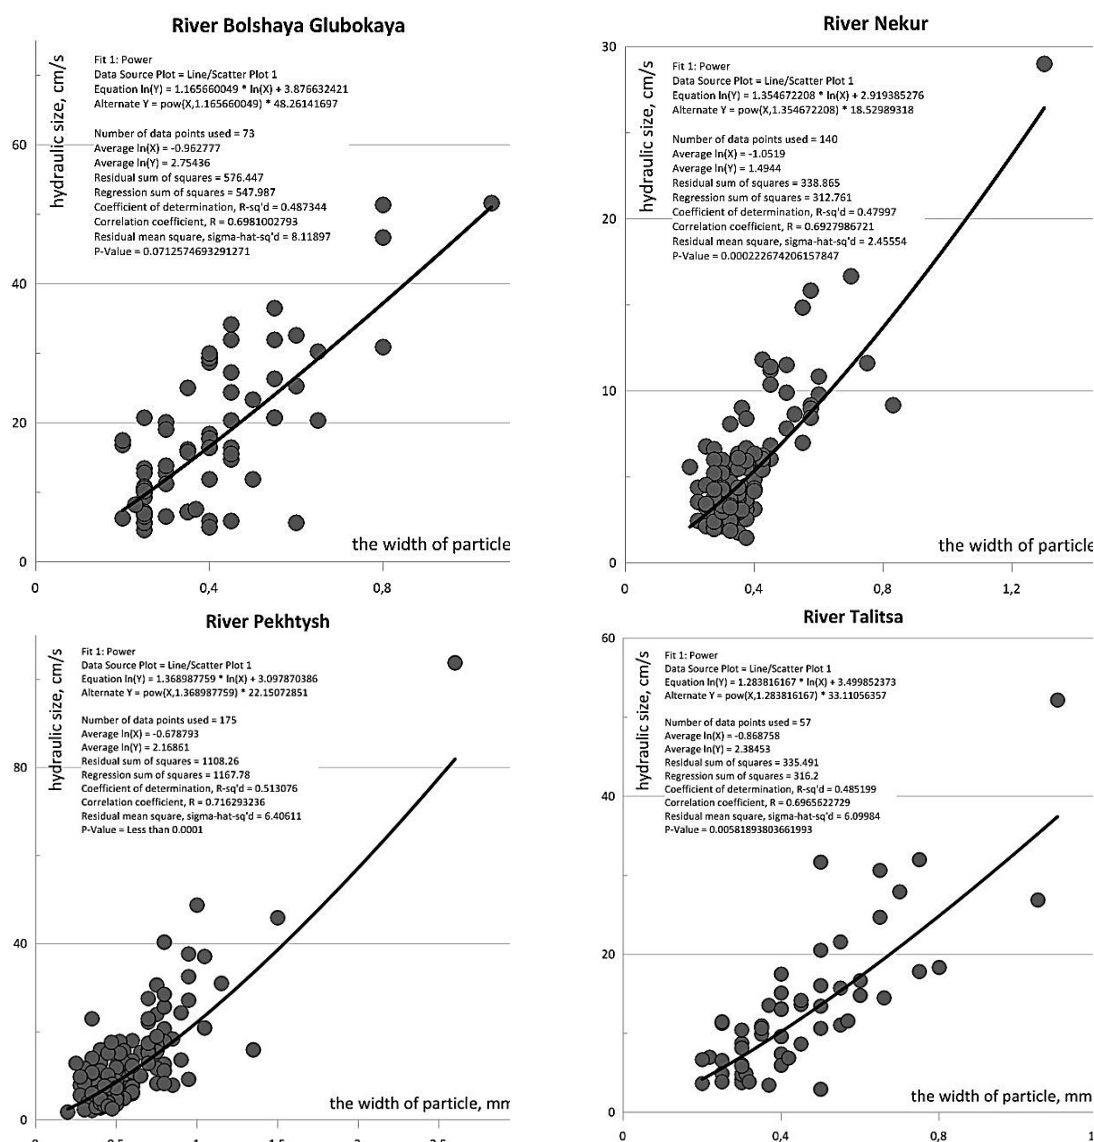 River Bolshaya Glubokaya
hydraulic size, cm/s
Fit 1: Power
Data Source Plot = Line/Scatter Plot 1
Equation ln(Y) = 1.165660049 * ln(X) + 3.876632421
Alternate Y = pow(X,1.165660049) * 48.26141697
Number of data points used = 73
Average ln(X) = -0.962777
Average ln(Y) = 2.75436
Residual sum of squares = 576.447
Regression sum of squares = 547.987
Coefficient of determination, R-sq'd = 0.487344
Correlation coefficient, R = 0.6981002793
Residual mean square, sigma-hat-sq'd = 8.11897
P-Value = 0.0712574693291271
60
40
20
0
the width of particle
0
0,4
0,8
River Nekur
hydraulic size, cm/s
Fit 1: Power
Data Source Plot = Line/Scatter Plot 1
Equation ln(Y) = 1.354672208 * ln(X) + 2.919385276
Alternate Y = pow(X,1.354672208) * 18.52989318
Number of data points used = 140
Average ln(X) = -1.0519
Average ln(Y) = 1.4944
Residual sum of squares = 338.865
Regression sum of squares = 312.761
Coefficient of determination, R-sq'd = 0.47997
Correlation coefficient, R = 0.6927986721
Residual mean square, sigma-hat-sq'd = 2.45554
P-Value = 0.000222674206157847
30
20
10
0
the width of particle
0
0,4
0,8
1,2
River Pekhtysh
hydraulic size, cm/s
Fit 1: Power
Data Source Plot = Line/Scatter Plot 1
Equation ln(Y) = 1.368987759 * ln(X) + 3.097870386
Alternate Y = pow(X,1.368987759) * 22.15072851
Number of data points used = 175
Average ln(X) = -0.678793
Average ln(Y) = 2.16861
Residual sum of squares = 1108.26
Regression sum of squares = 1167.78
Coefficient of determination, R-sq'd = 0.513076
Correlation coefficient, R = 0.716293236
Residual mean square, sigma-hat-sq'd = 6.40611
P-Value = Less than 0.0001
80
40
0
the width of particle, mm
River Talitsa
hydraulic size, cm/s
Fit 1: Power
Data Source Plot = Line/Scatter Plot 1
Equation ln(Y) = 1.283816167 * ln(X) + 3.499852373
Alternate Y = pow(X,1.283816167) * 33.11056357
Number of data points used = 57
Average ln(X) = -0.868758
Average ln(Y) = 2.38453
Residual sum of squares = 335.491
Regression sum of squares = 316.2
Coefficient of determination, R-sq'd = 0.485199
Correlation coefficient, R = 0.6965622729
Residual mean square, sigma-hat-sq'd = 6.09984
P-Value = 0.00581893803661993
60
40
20
0
the width of particle, mm
0
0,4
0,8